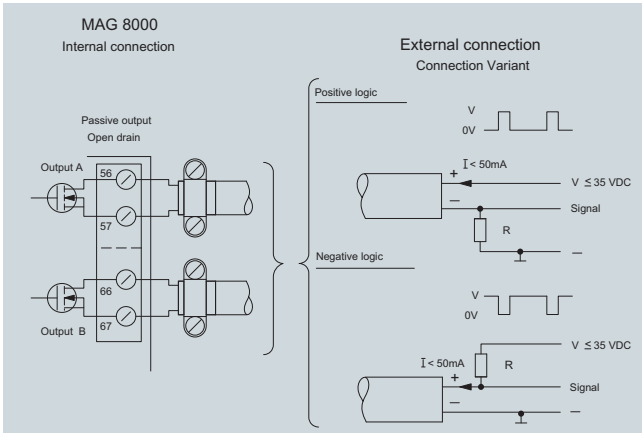 MAG 8000
Internal connection
External connection
Connection Variant
Passive output
Open drain
Output A
56
57
66
67
Output B
Positive logic
V
0V
I < 50mA
+
V ≤ 35 VDC
Signal
–
R
–
Negative logic
V
0V
V ≤ 35 VDC
I < 50mA
R
+
Signal
–
–